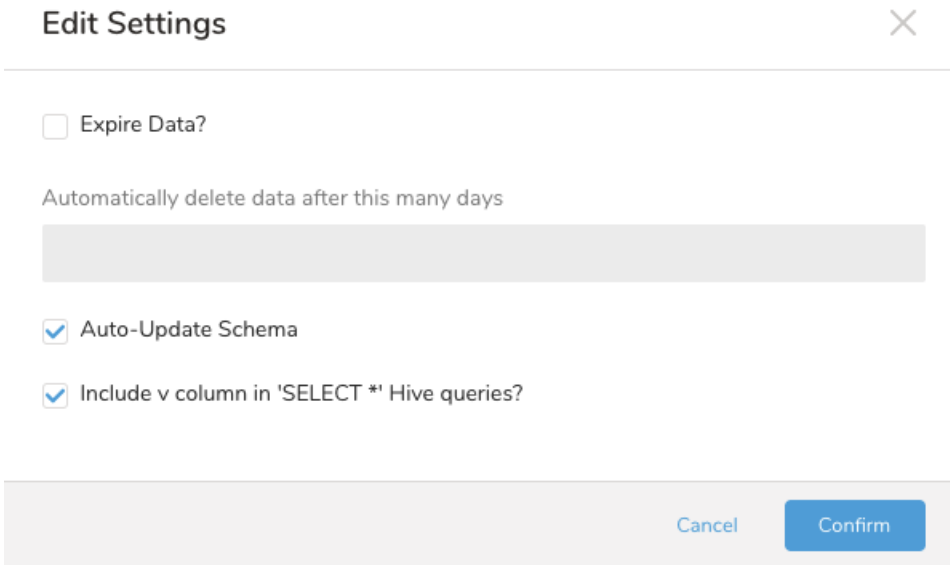 Edit Settings
Expire Data?
Automatically delete data after this many days
Auto-Update Schema
Include v column in 'SELECT *' Hive queries?
Cancel
Confirm